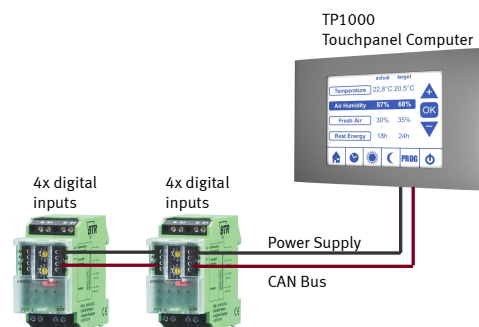 TP1000
Touchpanel Computer
actual target
Temperature 22,8°C 20,5°C
Air Humidity 87% 68%
OK
Fresh Air 30% 35%
Rest Energy 18h 24h
PROG
4x digital
inputs
4x digital
inputs
BTR
BTR
Power Supply
CAN Bus